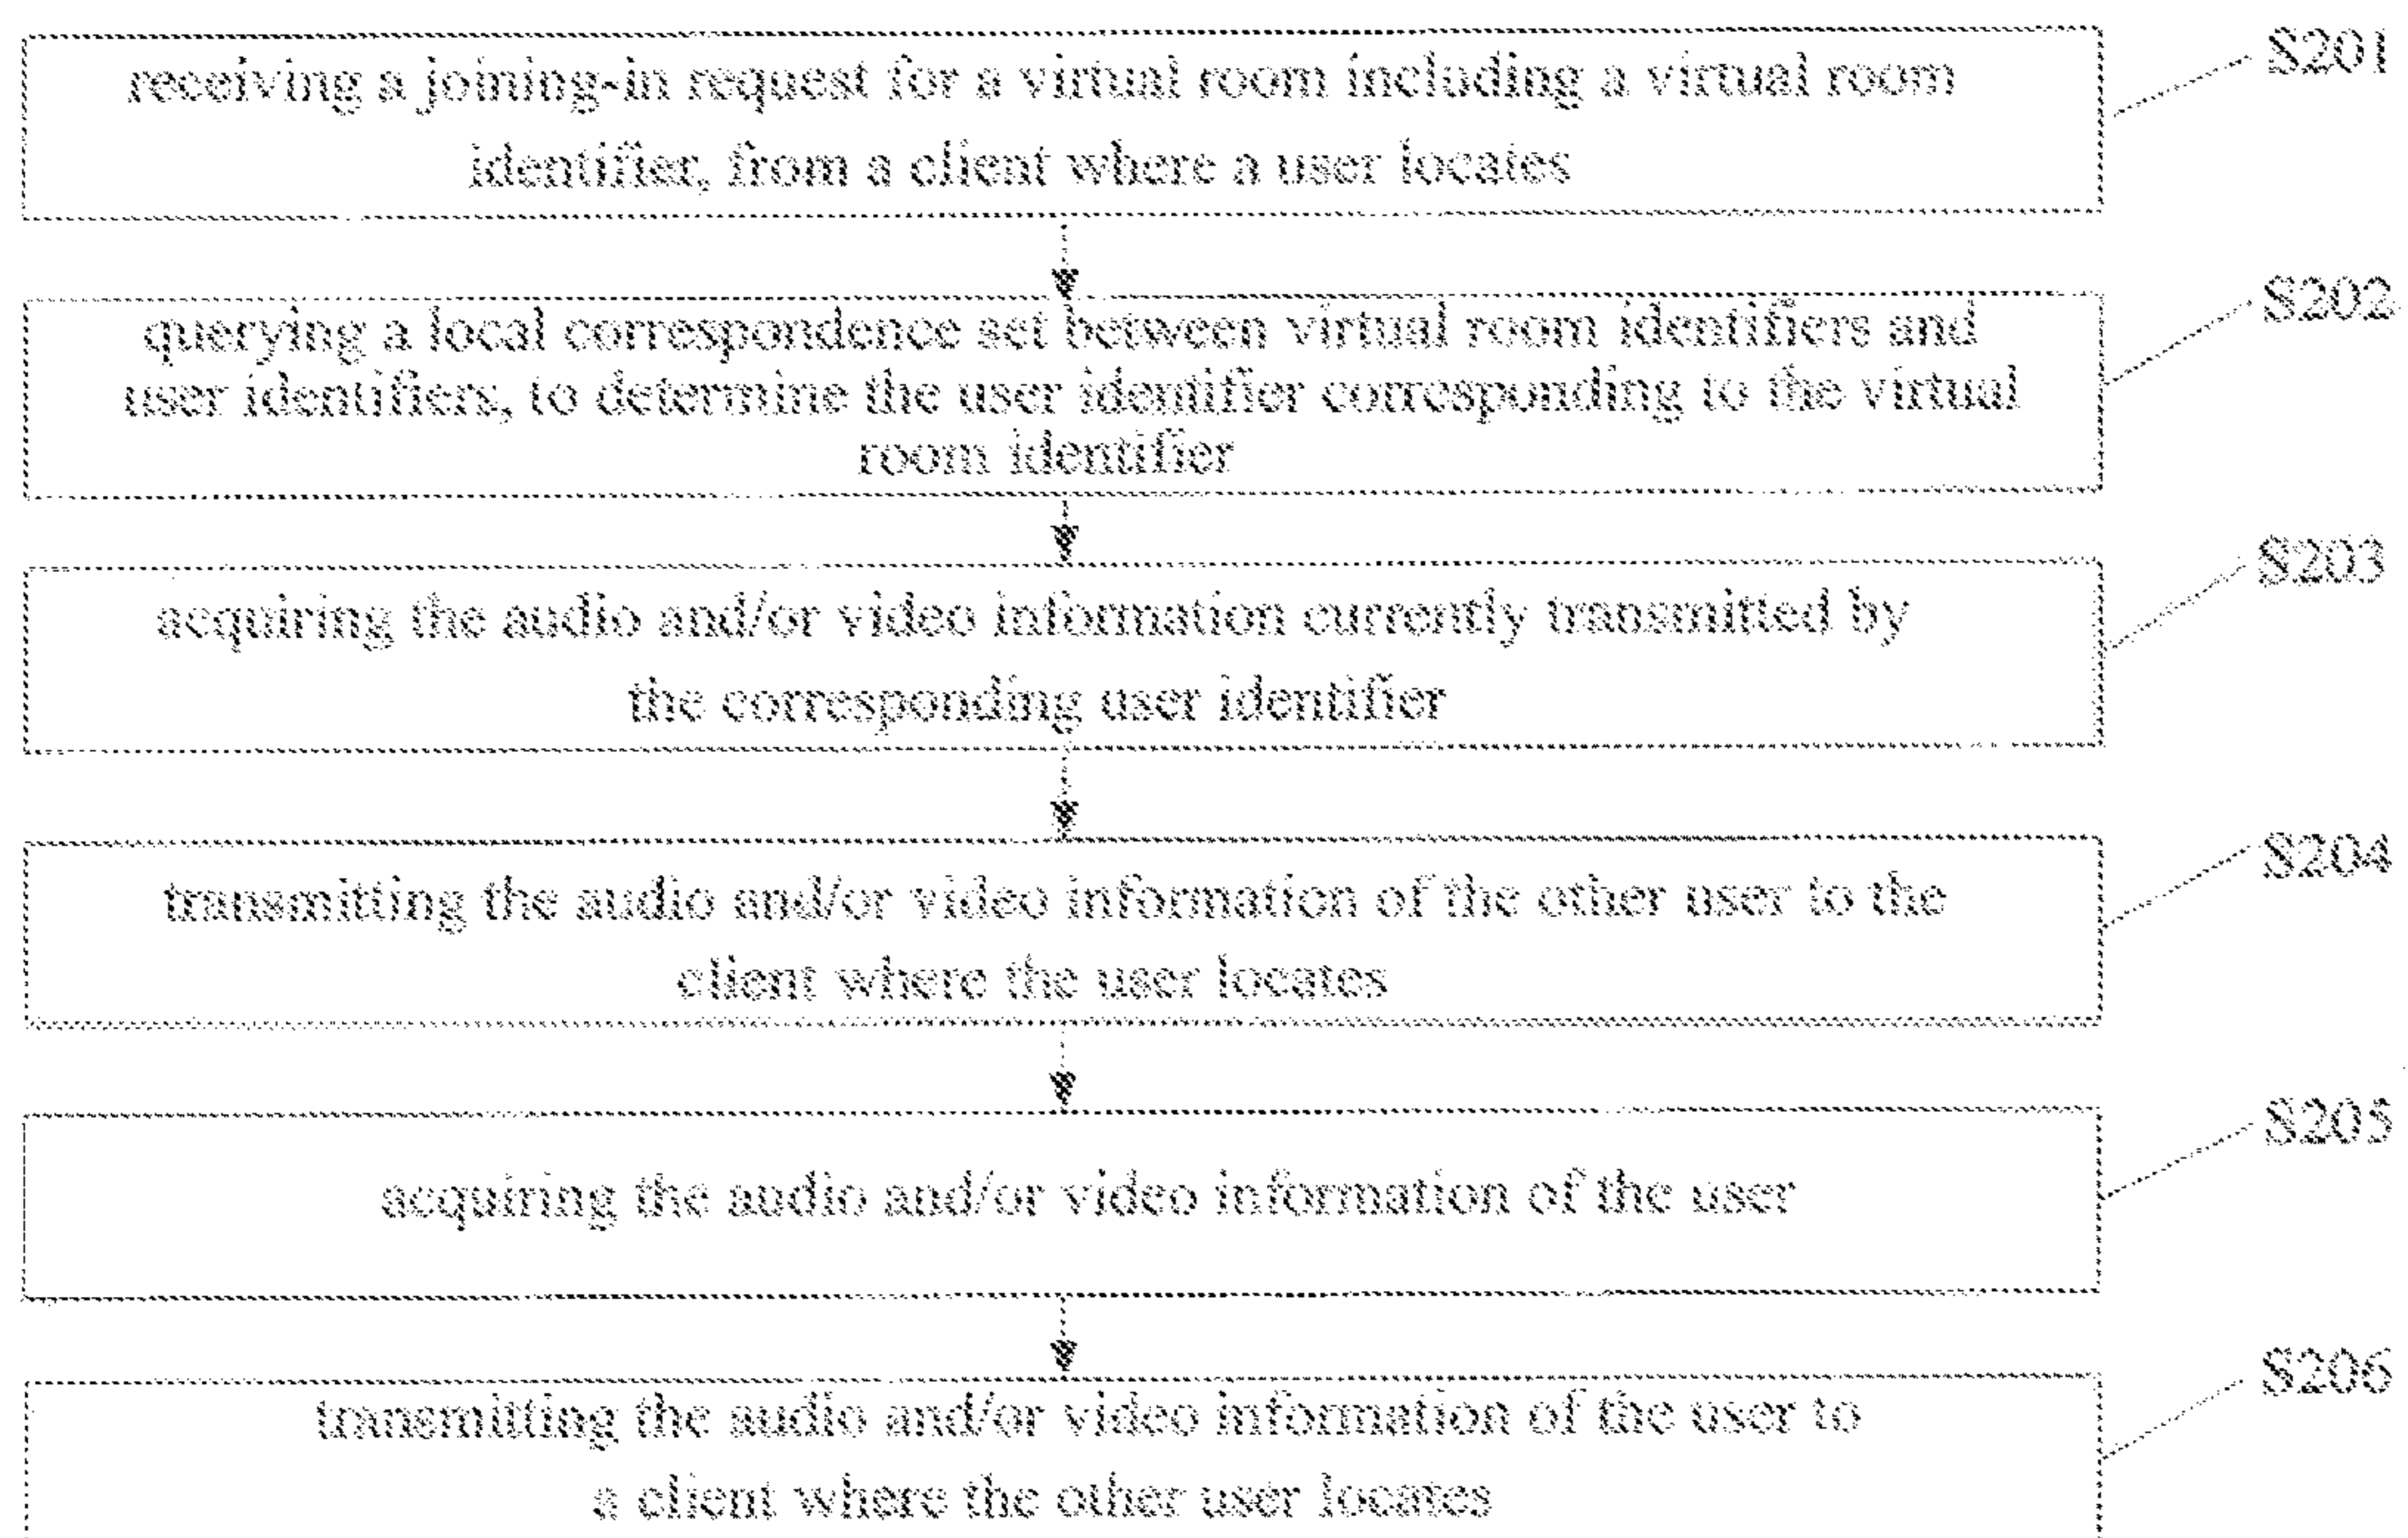 receiving a joining-in request for a virtual room including a virtual room
identifier, from a client where a user locates
S201
querying a local correspondence set between virtual room identifiers and
user identifiers, to determine the user identifier corresponding to the virtual
room identifier
S202
acquiring the audio and/or video information currently transmitted by
the corresponding user identifier
S203
transmitting the audio and/or video information of the other user to the
client where the user locates
S204
acquiring the audio and/or video information of the user
S205
transmitting the audio and/or video information of the user to
a client where the other user locates
S206